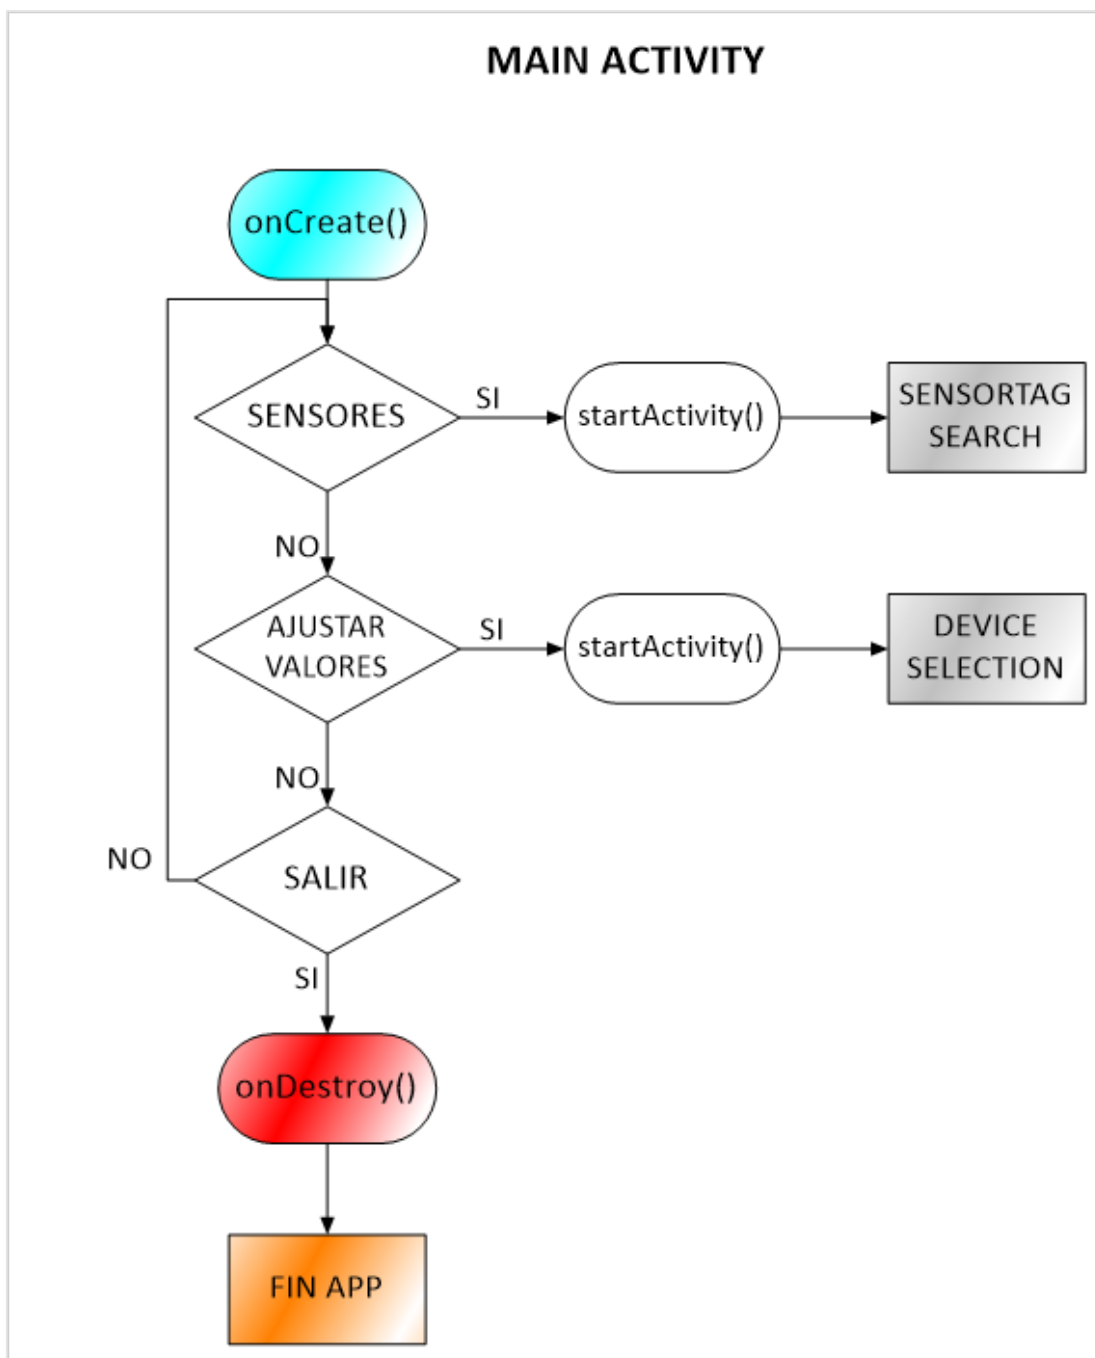 MAIN ACTIVITY
onCreate()
SENSORES
SI
startActivity()
SENSORTAG
SEARCH
NO
AJUSTAR
VALORES
SI
startActivity()
DEVICE
SELECTION
NO
SALIR
NO
SI
onDestroy()
FIN APP